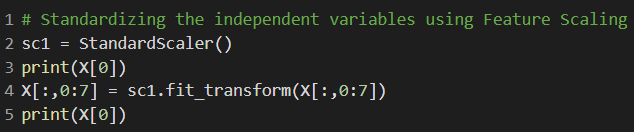 1 # Standardizing the independent variables using Feature Scaling
2 sc1 = StandardScaler()
3 print(X[0])
4 X[:,0:7] = sc1.fit_transform(X[:,0:7])
5 print(X[0])